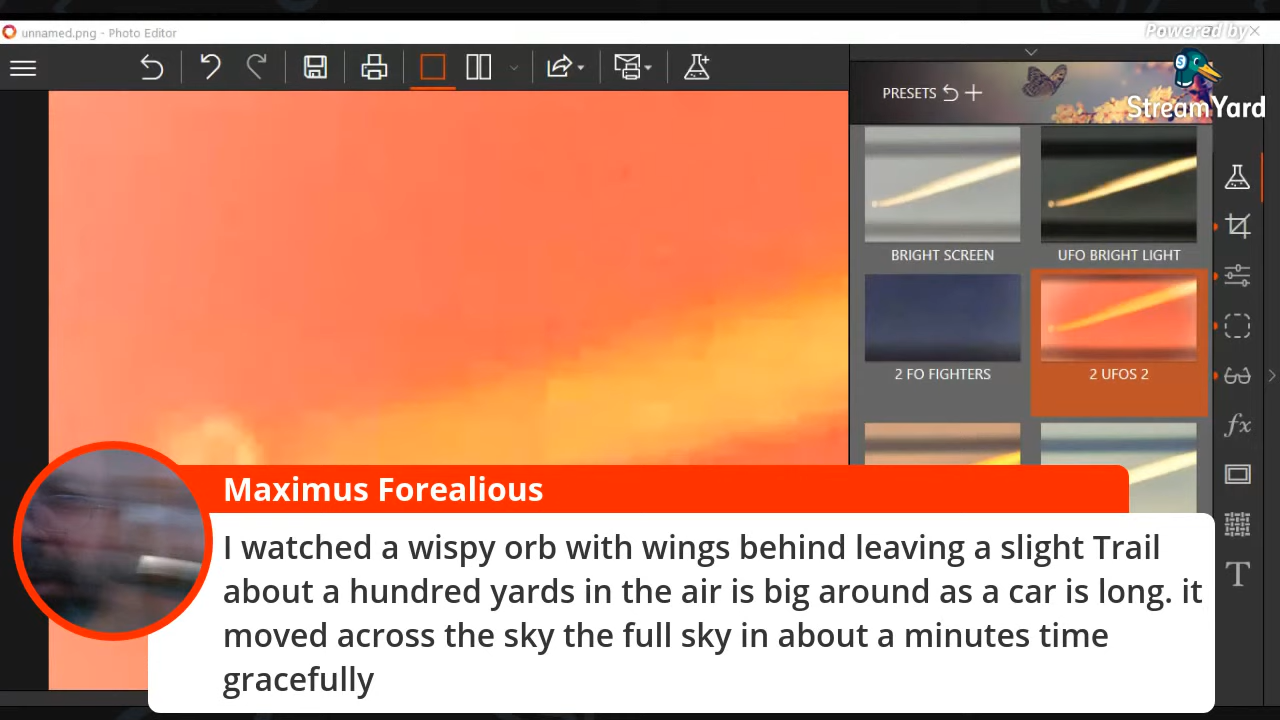 unnamed.png - Photo Editor
Powered by
StreamYard
PRESETS
BRIGHT SCREEN
UFO BRIGHT LIGHT
2 FO FIGHTERS
2 UFOS 2
fx
T
Maximus Forealious
I watched a wispy orb with wings behind leaving a slight Trail
about a hundred yards in the air is big around as a car is long. it
moved across the sky the full sky in about a minutes time
gracefully